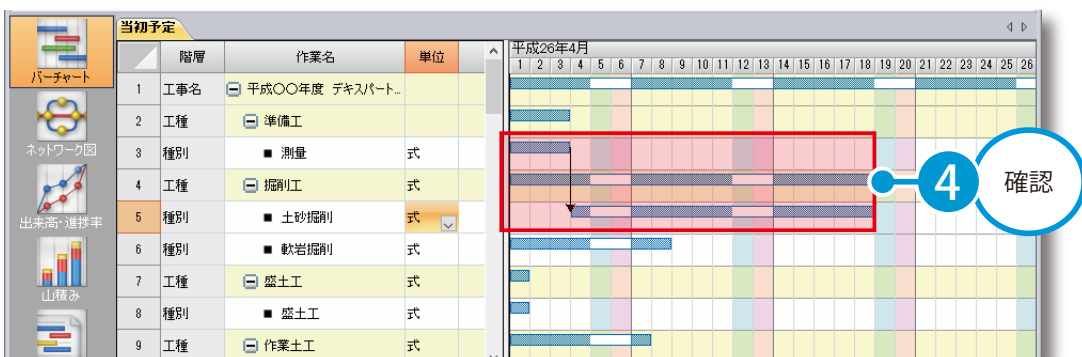 当初予定
バーチャート
ネットワーク図
出来高・進捗率
山積み
階層 作業名 単位
1 工事名 平成〇〇年度 デキスパート...
2 工種 準備工
3 種別 ■ 測量 式
4 工種 掘削工 式
5 種別 ■ 土砂掘削 式
6 種別 ■ 軟岩掘削 式
7 工種 盛土工 式
8 種別 ■ 盛土工 式
9 工種 作業土工 式
平成26年4月
1 2 3 4 5 6 7 8 9 10 11 12 13 14 15 16 17 18 19 20 21 22 23 24 25 26
4 確認